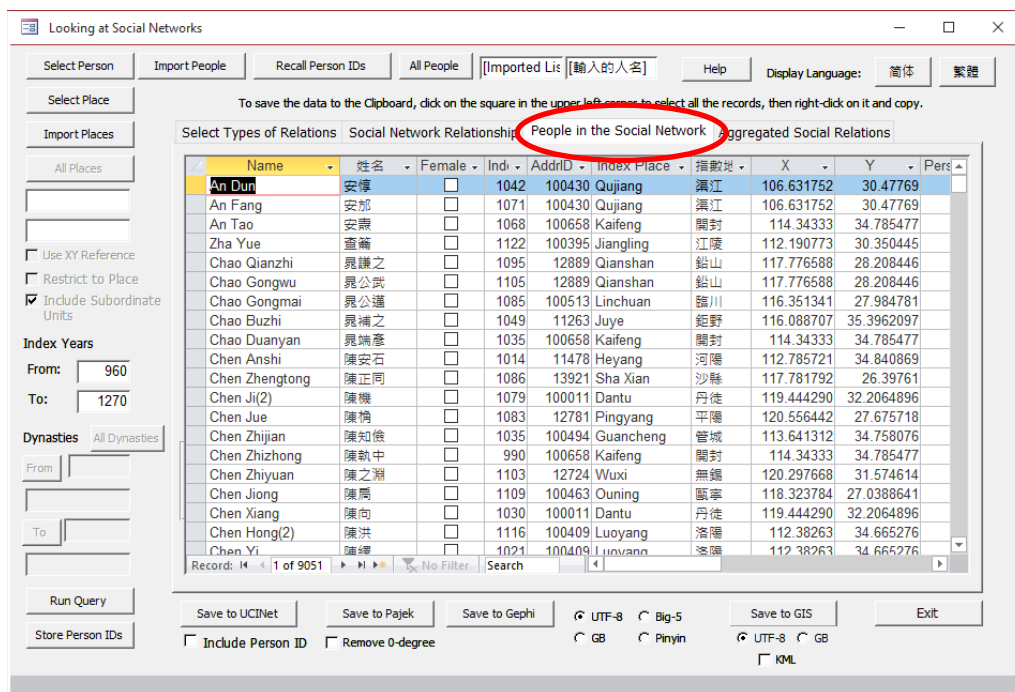 Looking at Social Networks
Select Person Import People Recall Person IDs All People [Imported Lis [輸入的人名] Help Display Language: 简体 繁體
Select Place To save the data to the Clipboard, click on the square in the upper left corner to select all the records, then right-click on it and copy.
Import Places Select Types of Relations Social Network Relationship People in the Social Network Aggregated Social Relations
All Places
Use XY Reference
Restrict to Place
Include Subordinate
Units
Index Years
From: 960
To: 1270
Dynasties All Dynasties
From
To
Run Query
Store Person IDs
Name 姓名 Female Ind AddrID Index Place 指數地 X Y Pers
An Dun 安惇 1042 100430 Qujiang 渠江 106.631752 30.47769
An Fang 安邡 1071 100430 Qujiang 渠江 106.631752 30.47769
An Tao 安燾 1068 100658 Kaifeng 開封 114.34333 34.785477
Zha Yue 查籥 1122 100395 Jiangling 江陵 112.190773 30.350445
Chao Qianzhi 晁謙之 1095 12889 Qianshan 鉛山 117.776588 28.208446
Chao Gongwu 晁公武 1105 12889 Qianshan 鉛山 117.776588 28.208446
Chao Gongmai 晁公邁 1085 100513 Linchuan 臨川 116.351341 27.984781
Chao Buzhi 晁補之 1049 11263 Juye 鉅野 116.088707 35.3962097
Chao Duanyan 晁端彥 1035 100658 Kaifeng 開封 114.34333 34.785477
Chen Anshi 陳安石 1014 11478 Heyang 河陽 112.785721 34.840869
Chen Zhengtong 陳正同 1086 13921 Sha Xian 沙縣 117.781792 26.39761
Chen Ji(2) 陳機 1079 100011 Dantu 丹徒 119.444290 32.2064896
Chen Jue 陳桷 1083 12781 Pingyang 平陽 120.556442 27.675718
Chen Zhijian 陳知儉 1035 100494 Guancheng 管城 113.641312 34.758076
Chen Zhizhong 陳執中 990 100658 Kaifeng 開封 114.34333 34.785477
Chen Zhiyuan 陳之淵 1103 12724 Wuxi 無錫 120.297668 31.574614
Chen Jiong 1109 100463 Ouning 甌寧 118.323784 27.0388641
Chen Xiang 陳向 1030 100011 Dantu 丹徒 119.444290 32.2064896
Chen Hong(2) 陳洪 1116 100409 Luoyang 洛陽 112.38263 34.665276
Chen Yi 陳繹 1021 100409 Luoyang 洛陽 112.38263 34.665276
Record: 1 of 9051 No Filter Search
Save to UCINet Save to Pajek Save to Gephi UTF-8 Big-5 Save to GIS Exit
Include Person ID Remove 0-degree GB Pinyin UTF-8 GB
KML